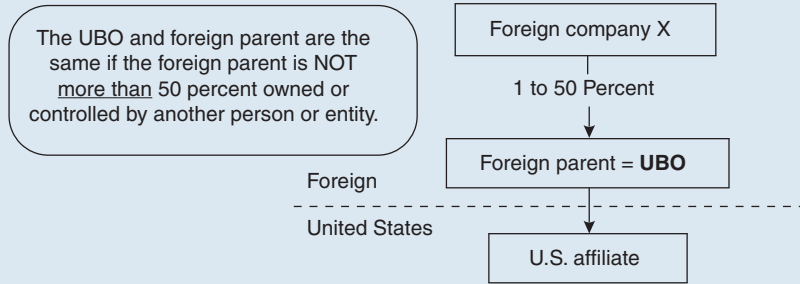 The UBO and foreign parent are the
same if the foreign parent is NOT
more than 50 percent owned or
controlled by another person or entity.
Foreign company X
1 to 50 Percent
Foreign parent = UBO
Foreign
United States
U.S. affiliate